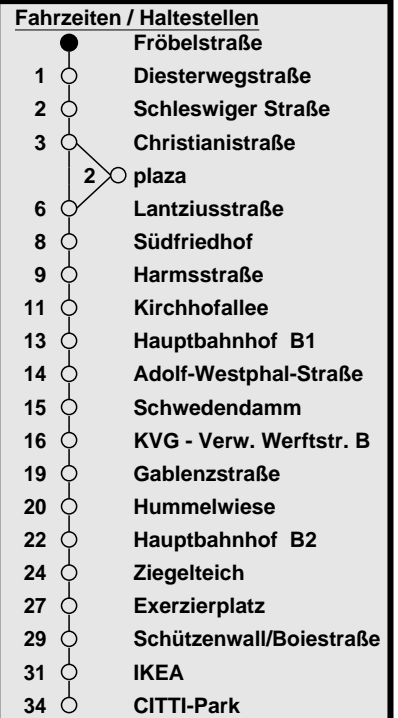 Fahrzeiten / Haltestellen
Fröbelstraße
1 Diesterwegstraße
2 Schleswiger Straße
3 Christianistraße
2 plaza
6 Lantziusstraße
8 Südfriedhof
9 Harmsstraße
11 Kirchhofallee
13 Hauptbahnhof B1
14 Adolf-Westphal-Straße
15 Schwedendamm
16 KVG - Verw. Werftstr. B
19 Gablenzstraße
20 Hummelwiese
22 Hauptbahnhof B2
24 Ziegelteich
27 Exerzierplatz
29 Schützenwall/Boiestraße
31 IKEA
34 CITTI-Park